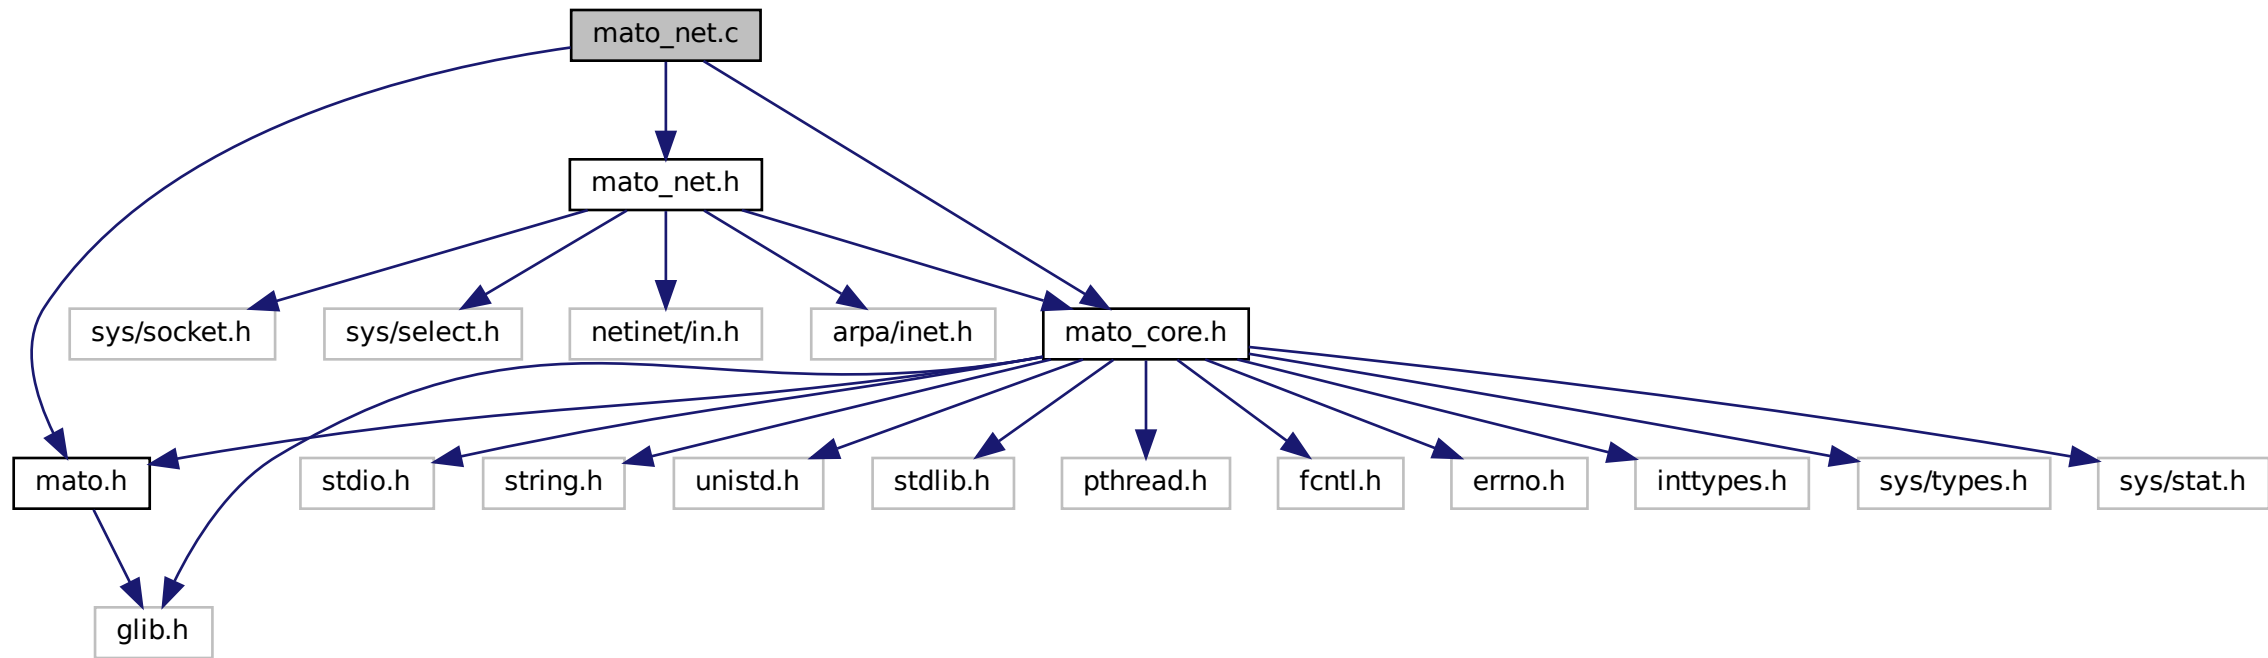 mato_net.c
mato_net.h
sys/socket.h
sys/select.h
netinet/in.h
arpa/inet.h
mato_core.h
mato.h
stdio.h
string.h
unistd.h
stdlib.h
pthread.h
fcntl.h
errno.h
inttypes.h
sys/types.h
sys/stat.h
glib.h